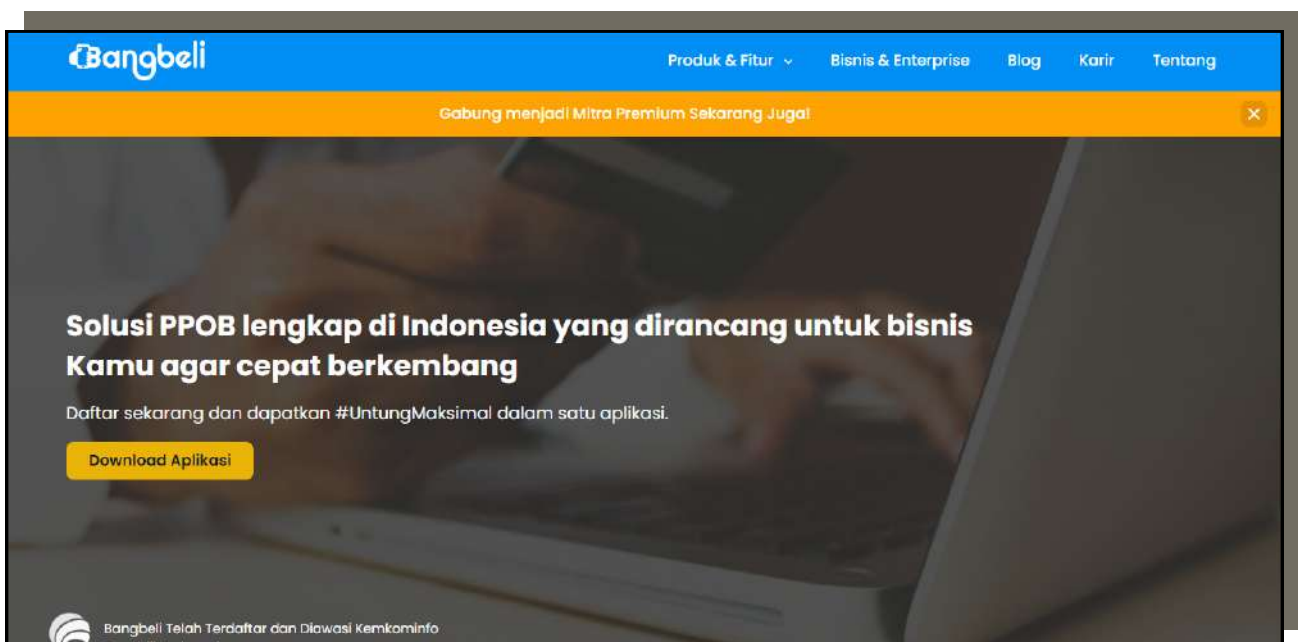 Bangbeli
Produk & Fitur
Bisnis & Enterprise
Blog
Karir
Tentang
Gabung menjadi Mitra Premium Sekarang Juga!
Solusi PPOB lengkap di Indonesia yang dirancang untuk bisnis
Kamu agar cepat berkembang
Daftar sekarang dan dapatkan #UntungMaksimal dalam satu aplikasi.
Download Aplikasi
Bangbeli Telah Terdaftar dan Diawasi Kemkominfo